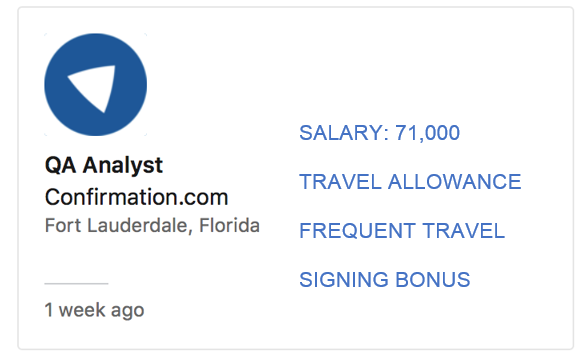 QA Analyst
Confirmation.com
Fort Lauderdale, Florida
1 week ago
SALARY: 71,000
TRAVEL ALLOWANCE
FREQUENT TRAVEL
SIGNING BONUS